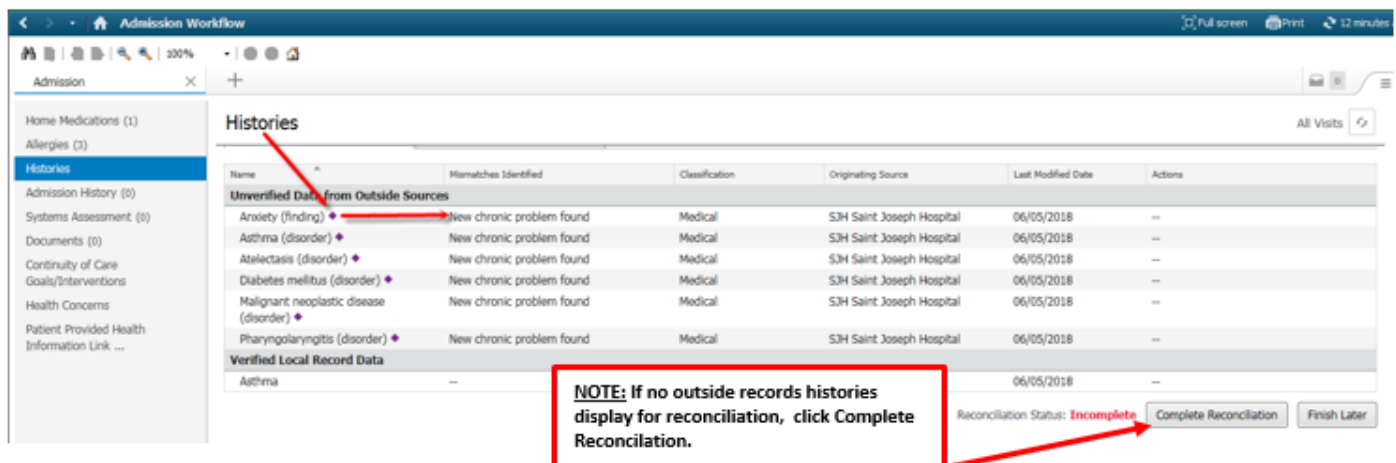 Admission Workflow
Full screen Print 12 minutes
100%
Admission
0
Home Medications (1)
Allergies (3)
Histories
Admission History (0)
Systems Assessment (0)
Documents (0)
Continuity of Care
Goals/Interventions
Health Concerns
Patient Provided Health
Information Link ...
Histories
All Visits
Name Mismatches Identified Classification Originating Source Last Modified Date Actions
Unverified Data from Outside Sources
Anxiety (finding) New chronic problem found Medical SJH Saint Joseph Hospital 06/05/2018 --
Asthma (disorder) New chronic problem found Medical SJH Saint Joseph Hospital 06/05/2018 --
Atelectasis (disorder) New chronic problem found Medical SJH Saint Joseph Hospital 06/05/2018 --
Diabetes mellitus (disorder) New chronic problem found Medical SJH Saint Joseph Hospital 06/05/2018 --
Malignant neoplastic disease New chronic problem found Medical SJH Saint Joseph Hospital 06/05/2018 --
(disorder)
Pharyngolaryngitis (disorder) New chronic problem found Medical SJH Saint Joseph Hospital 06/05/2018 --
Verified Local Record Data
Asthma -- 06/05/2018 --
NOTE: If no outside records histories
display for reconciliation, click Complete
Reconcilation.
Reconciliation Status: Incomplete Complete Reconciliation Finish Later